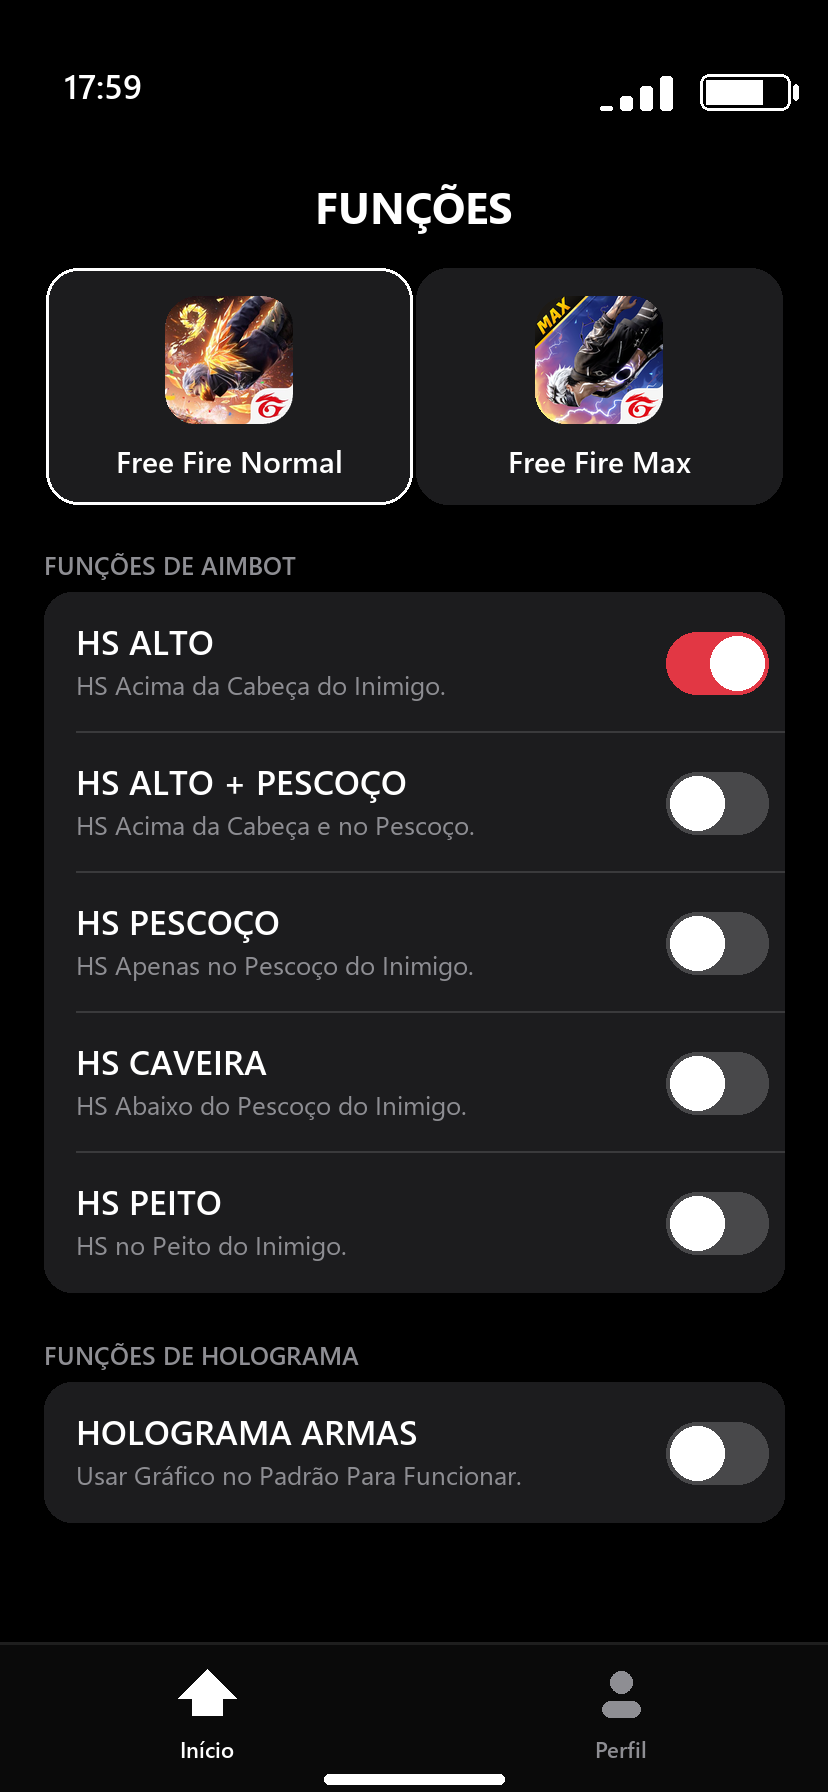 17:59
FUNÇÕES
9
MAX
Free Fire Normal
Free Fire Max
FUNÇÕES DE AIMBOT
HS ALTO
HS Acima da Cabeça do Inimigo.
HS ALTO + PESCOÇO
HS Acima da Cabeça e no Pescoço.
HS PESCOÇO
HS Apenas no Pescoço do Inimigo.
HS CAVEIRA
HS Abaixo do Pescoço do Inimigo.
HS PEITO
HS no Peito do Inimigo.
FUNÇÕES DE HOLOGRAMA
HOLOGRAMA ARMAS
Usar Gráfico no Padrão Para Funcionar.
Início
Perfil